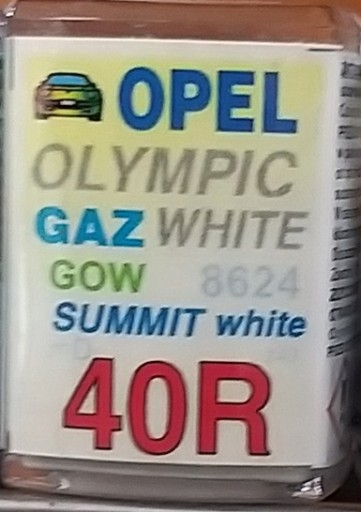 OPEL
OLYMPIC
GAZ WHITE
GOW 8624
SUMMIT white
40R